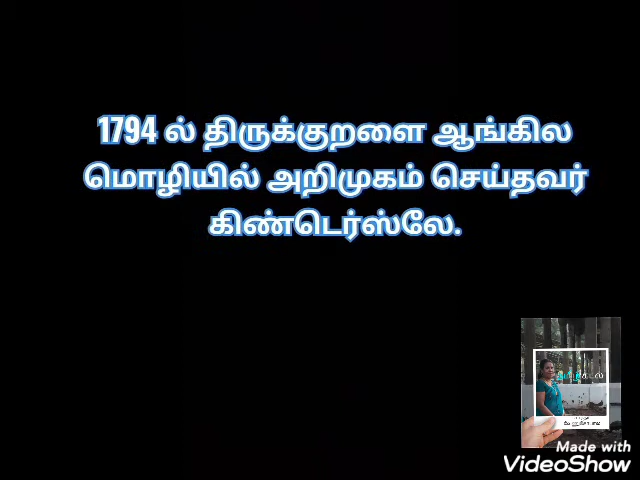 1794 ல் திருக்குறளை ஆங்கில
மொழியில் அறிமுகம் செய்தவர்
கிண்டெர்ஸ்லே.
Made with
VideoShow